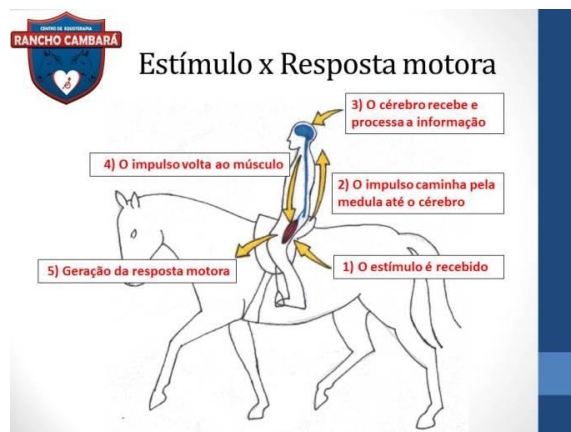 CENTRO DE EQUOTERAPIA
RANCHO CAMBARÁ
Estímulo x Resposta motora
3) O cérebro recebe e
processa a informação
4) O impulso volta ao músculo
2) O impulso caminha pela
medula até o cérebro
5) Geração da resposta motora
1) O estímulo é recebido